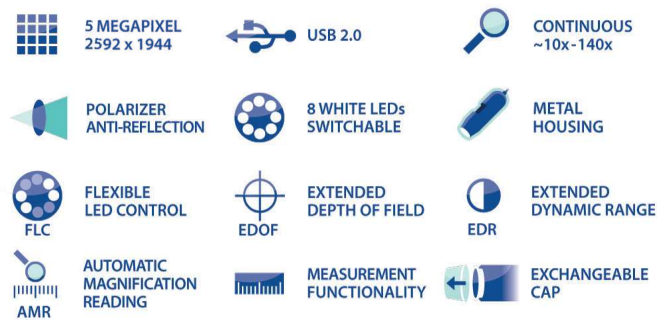 5 MEGAPIXEL
2592 x 1944
USB 2.0
CONTINUOUS
~10x-140x
POLARIZER
ANTI-REFLECTION
8 WHITE LEDs
SWITCHABLE
METAL
HOUSING
FLC
FLEXIBLE
LED CONTROL
EDOF
EXTENDED
DEPTH OF FIELD
EDR
EXTENDED
DYNAMIC RANGE
AMR
AUTOMATIC
MAGNIFICATION
READING
MEASUREMENT
FUNCTIONALITY
EXCHANGEABLE
CAP